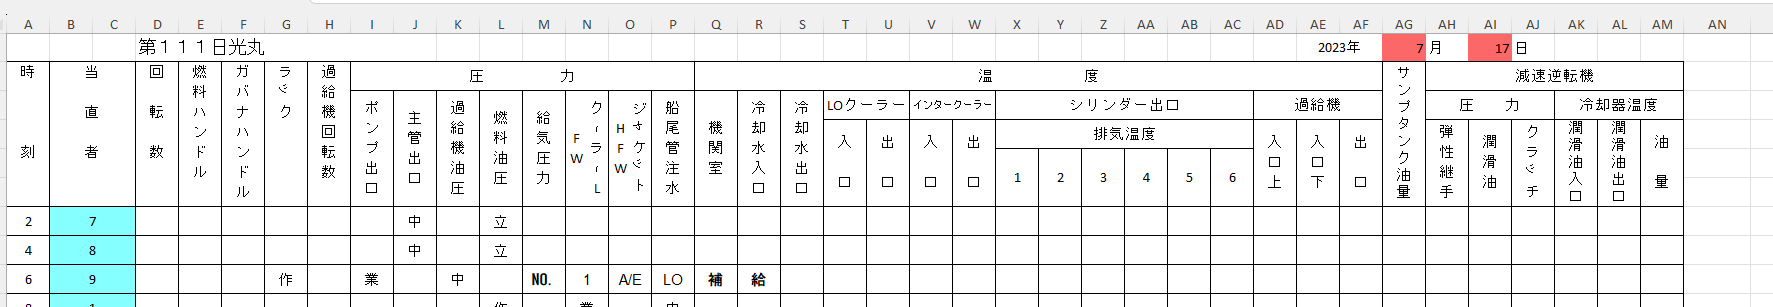 A B C D E F G H I J K L M N O P Q R S T U V W X Y Z AA AB AC AD AE AF AG AH AI AJ AK AL AM AN
第１１１日光丸 2023年 7 月 17 日
時刻 当直者 回転数 燃料ハンドル ガバナハンドル ラック 過給機回転数 圧力 温度 サンプタンク油量 減速逆転機
ポンプ出口 主管出口 過給機油圧 燃料油圧 給気圧力 クーラーLFW ジャケットHFW 船尾管注水 機関室 冷却水入口 冷却水出口 LOクーラー インタークーラー シリンダー出口 過給機 圧力 冷却器温度
入口 出口 入口 出口 排気温度 入口上 入口下 出口 弾性継手 潤滑油 クラッチ 潤滑油入口 潤滑油出口 油量
1 2 3 4 5 6
2 7 中 立
4 8 中 立
6 9 作 業 中 NO. 1 A/E LO 補 給